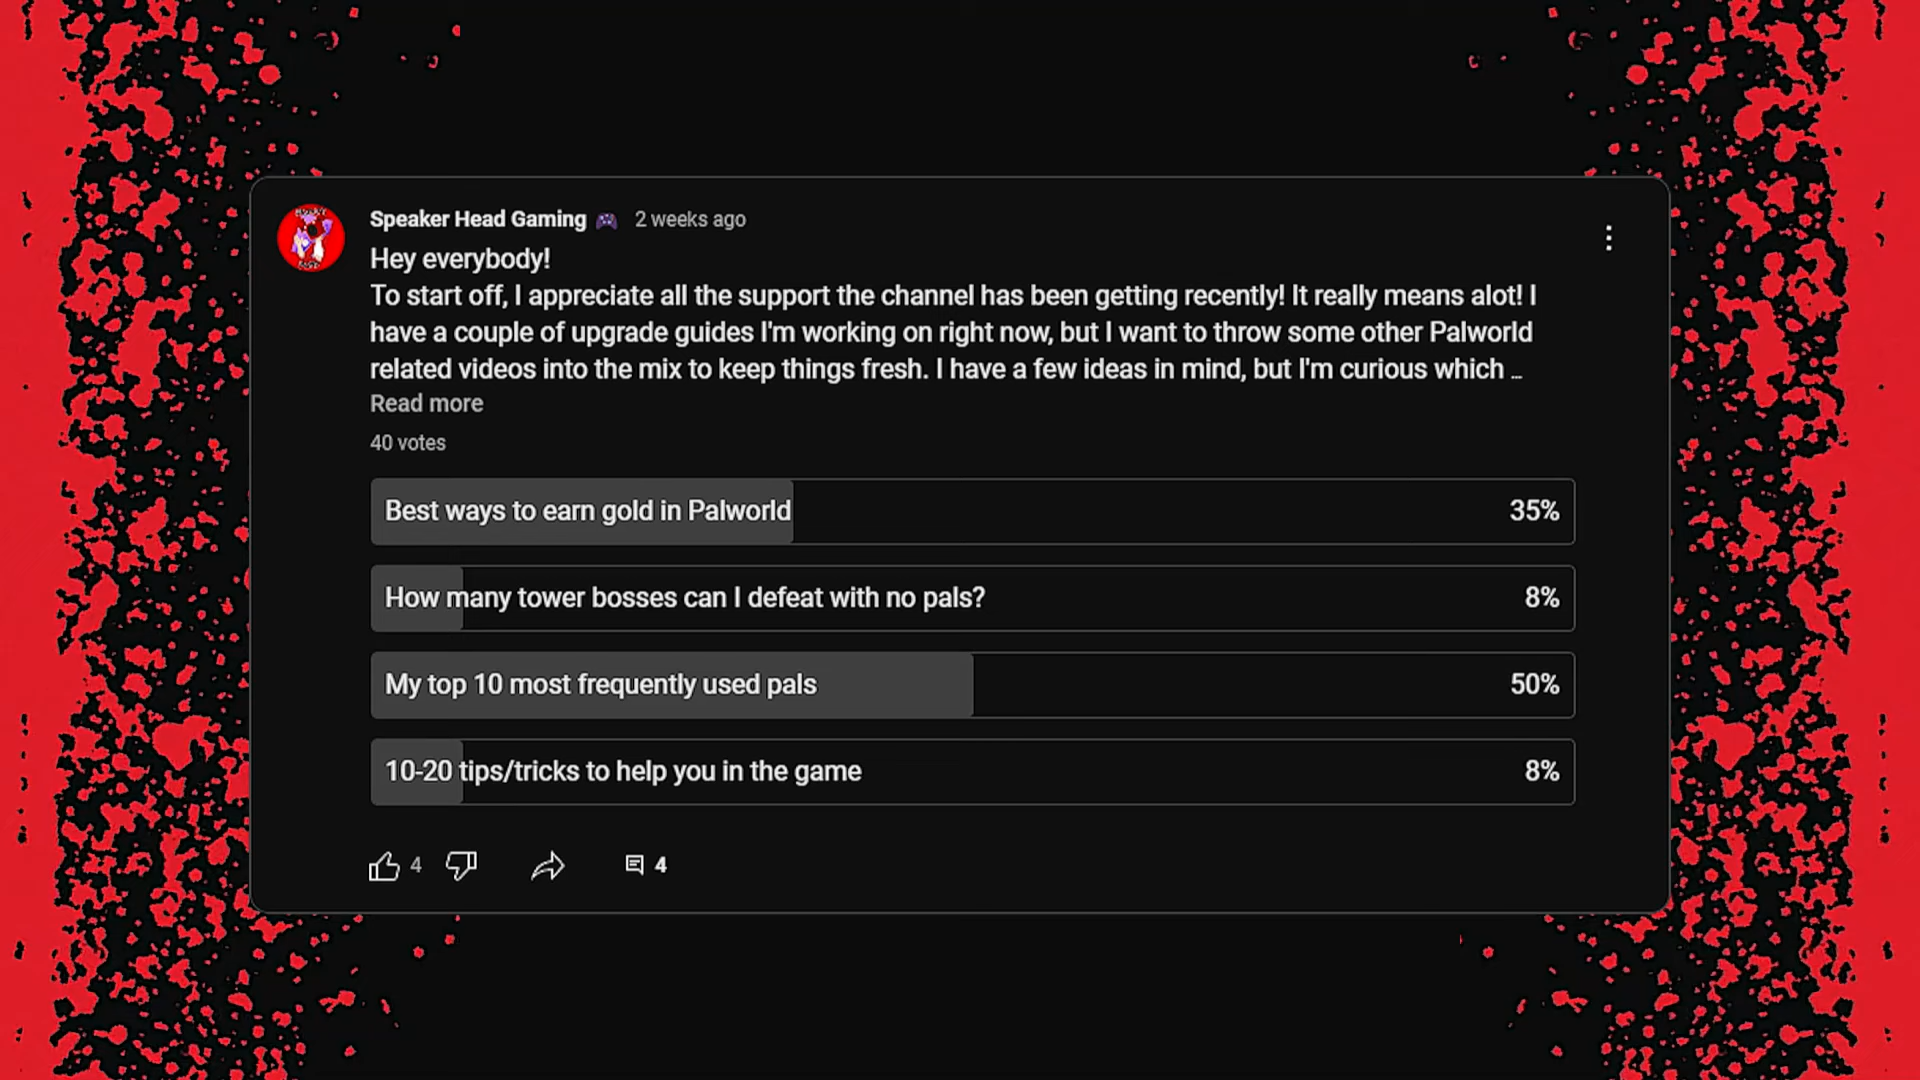 Speaker Head Gaming 🎮 2 weeks ago
Hey everybody!
To start off, I appreciate all the support the channel has been getting recently! It really means alot! I
have a couple of upgrade guides I'm working on right now, but I want to throw some other Palworld
related videos into the mix to keep things fresh. I have a few ideas in mind, but I'm curious which ...
Read more
40 votes
Best ways to earn gold in Palworld 35%
How many tower bosses can I defeat with no pals? 8%
My top 10 most frequently used pals 50%
10-20 tips/tricks to help you in the game 8%
4 4